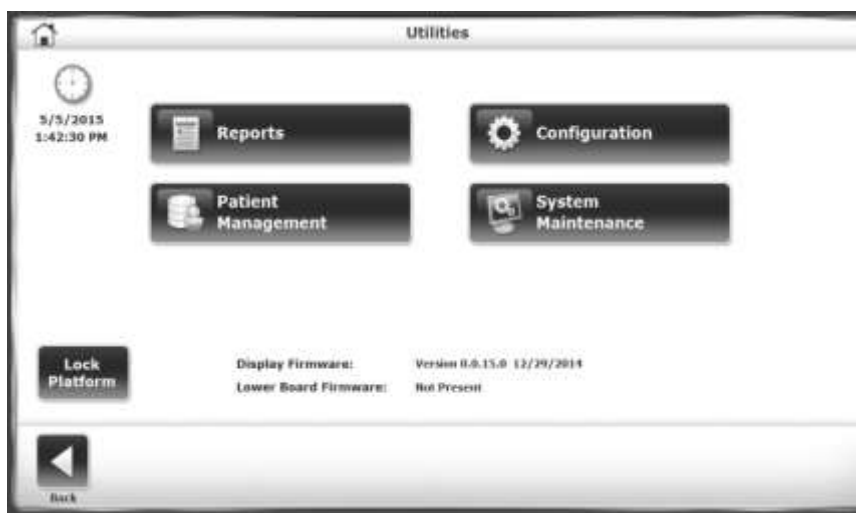 Utilities
5/5/2015
1:42:30 PM
Reports
Configuration
Patient
Management
System
Maintenance
Lock
Platform
Display Firmware: Version 0.0.15.0 12/29/2014
Lower Board Firmware: Not Present
Back